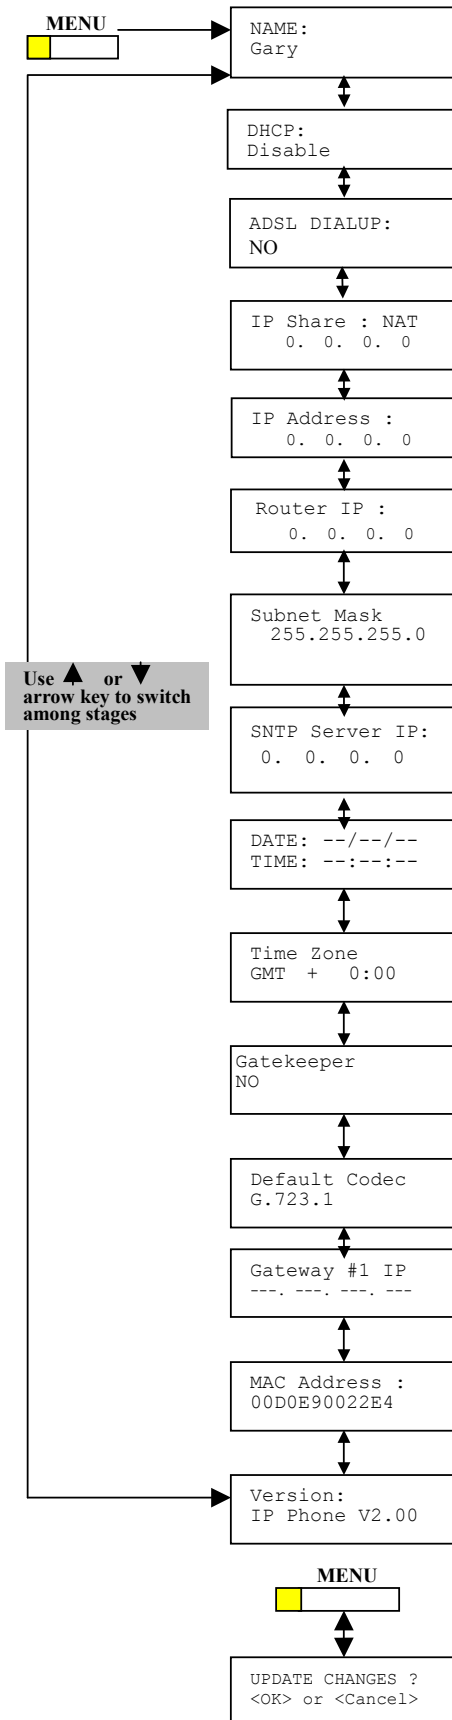 MENU
NAME:
Gary
DHCP:
Disable
ADSL DIALUP:
NO
IP Share : NAT
0. 0. 0. 0
IP Address :
0. 0. 0. 0
Router IP :
0. 0. 0. 0
Subnet Mask
255.255.255.0
Use or
arrow key to switch
among stages
SNTP Server IP:
0. 0. 0. 0
DATE: --/--/--
TIME: --:--:--
Time Zone
GMT + 0:00
Gatekeeper
NO
Default Codec
G.723.1
Gateway #1 IP
---. ---. ---. ---
MAC Address :
00D0E90022E4
Version:
IP Phone V2.00
MENU
UPDATE CHANGES ?
<OK> or <Cancel>